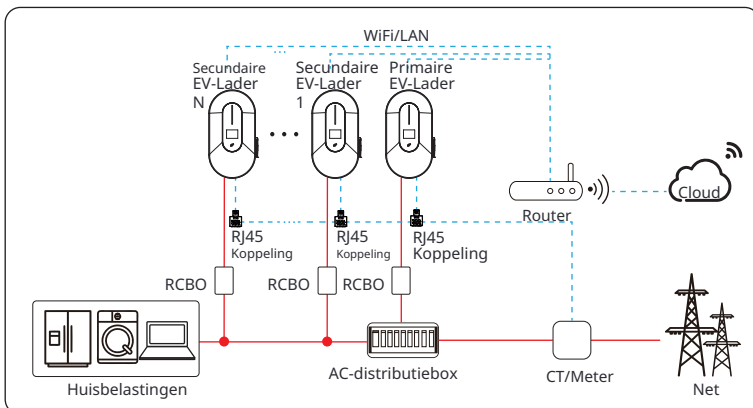 WiFi/LAN
...
Secundaire
EV-Lader
N
Secundaire
EV-Lader
1
Primaire
EV-Lader
Cloud
Router
RJ45
Koppeling
RJ45
Koppeling
RJ45
Koppeling
RCBO
RCBO
RCBO
Huisbelastingen
AC-distributiebox
CT/Meter
Net